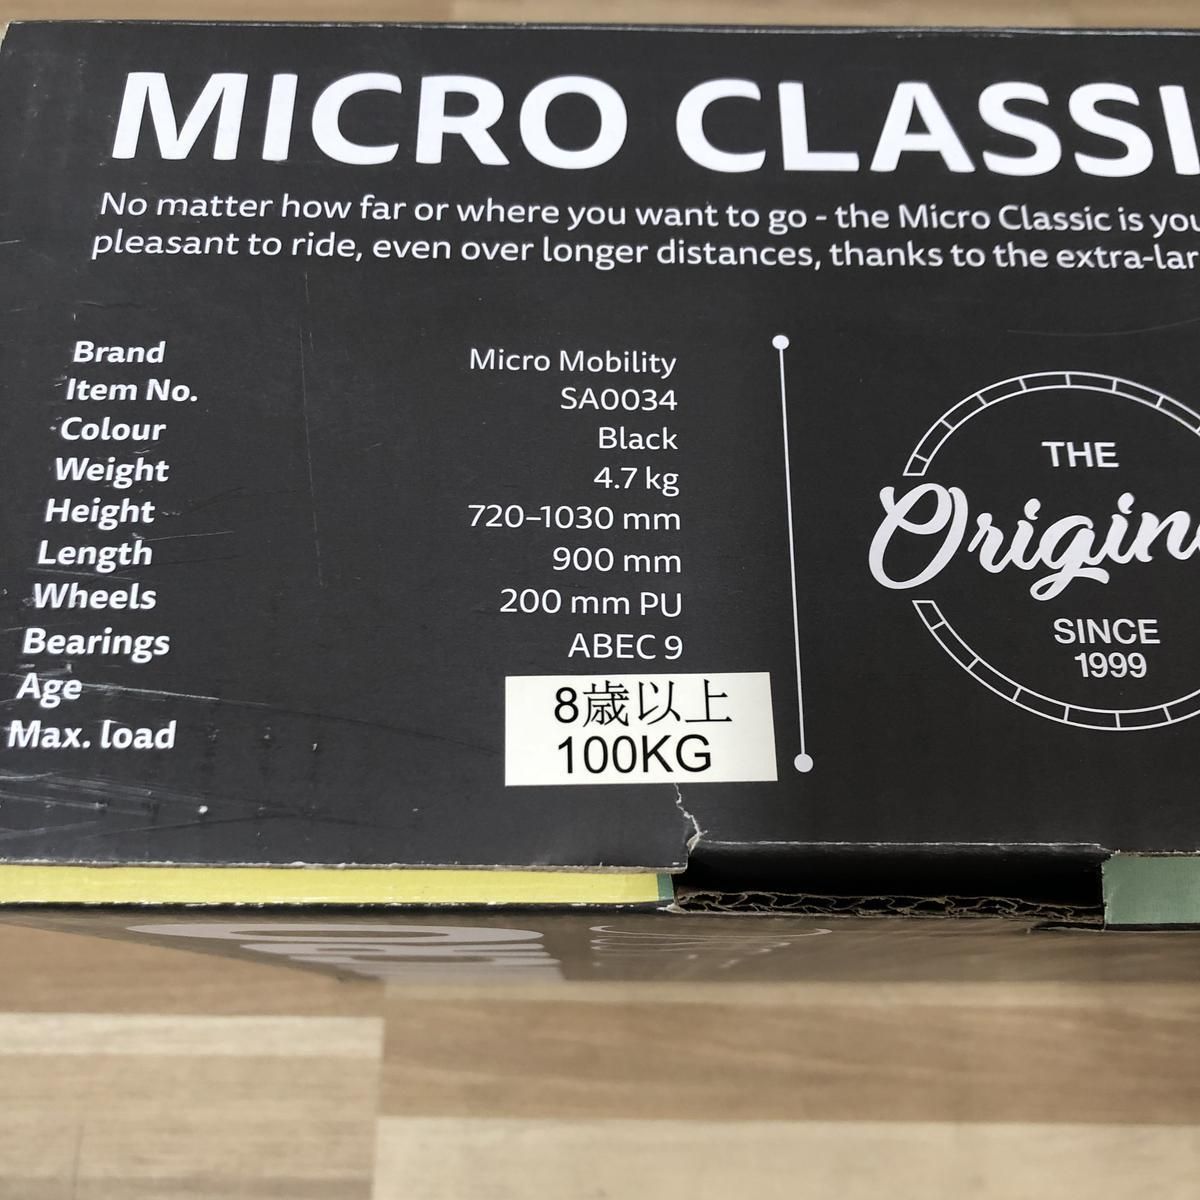 MICRO CLASSI
No matter how far or where you want to go - the Micro Classic is you
pleasant to ride, even over longer distances, thanks to the extra-lar
Brand Micro Mobility
Item No. SA0034
Colour Black
Weight 4.7 kg
Height 720–1030 mm
Length 900 mm
Wheels 200 mm PU
Bearings ABEC 9
Age 8歳以上
Max. load 100KG
THE
Origin
SINCE
1999